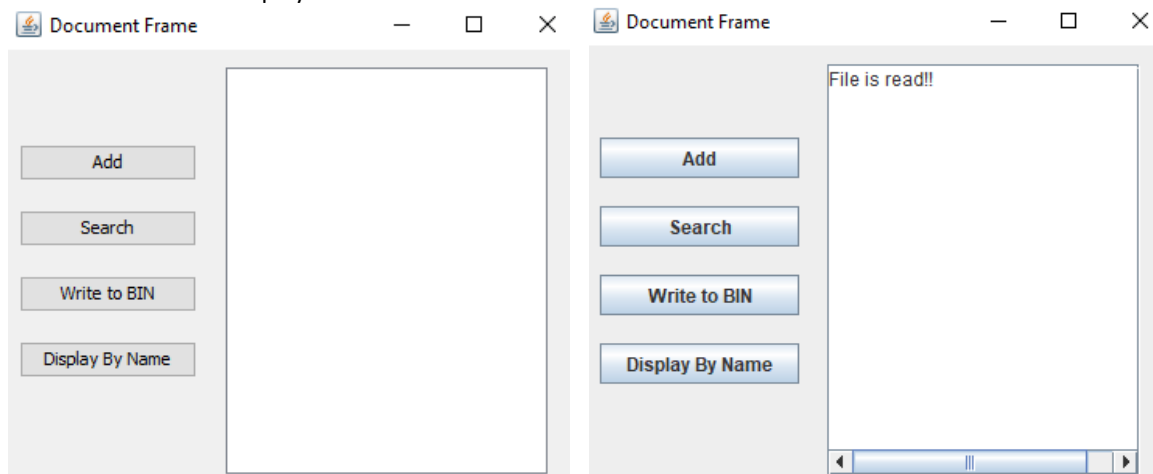 Document Frame
Add
Search
Write to BIN
Display By Name
Document Frame
File is read!!
Add
Search
Write to BIN
Display By Name